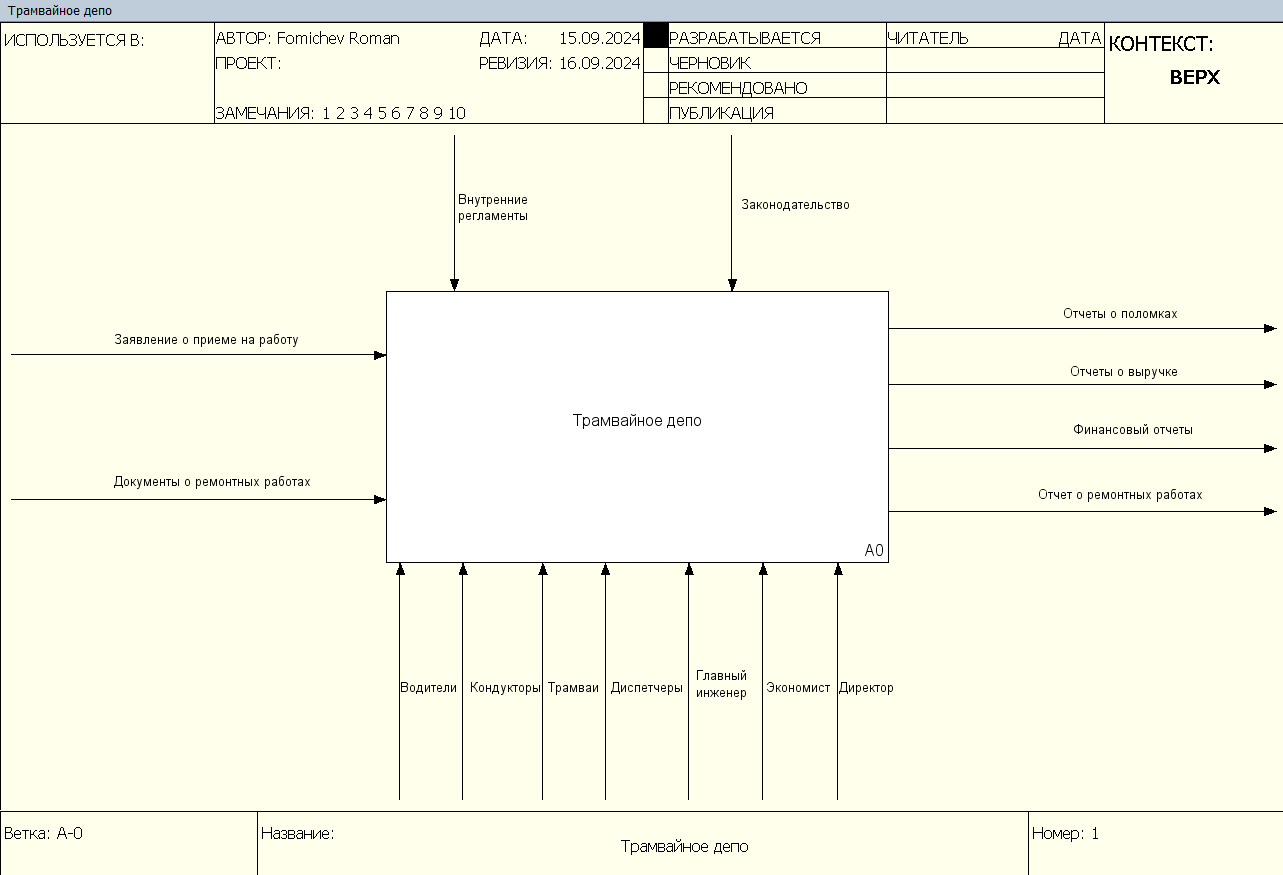 Трамвайное депо
ИСПОЛЬЗУЕТСЯ В:
АВТОР: Fomichev Roman
ДАТА: 15.09.2024
ПРОЕКТ:
РЕВИЗИЯ: 16.09.2024
ЗАМЕЧАНИЯ: 1 2 3 4 5 6 7 8 9 10
РАЗРАБАТЫВАЕТСЯ
ЧЕРНОВИК
РЕКОМЕНДОВАНО
ПУБЛИКАЦИЯ
ЧИТАТЕЛЬ
ДАТА
КОНТЕКСТ:
ВЕРХ
Внутренние
регламенты
Законодательство
Заявление о приеме на работу
Документы о ремонтных работах
Трамвайное депо
A0
Отчеты о поломках
Отчеты о выручке
Финансовый отчеты
Отчет о ремонтных работах
Водители
Кондукторы
Трамваи
Диспетчеры
Главный
инженер
Экономист
Директор
Ветка: A-0
Название:
Трамвайное депо
Номер: 1